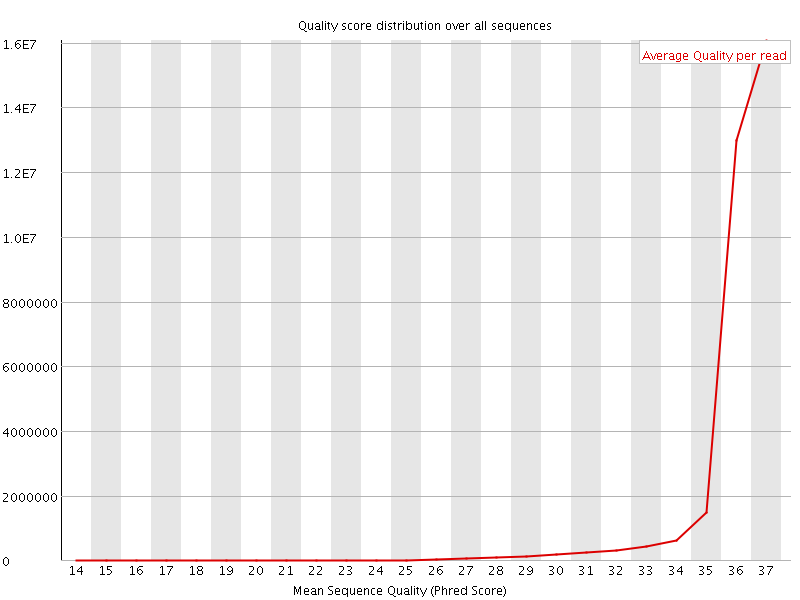 Quality score distribution over all sequences
1.6E7
Average Quality per read
1.4E7
1.2E7
1.0E7
8000000
6000000
4000000
2000000
0
14 15 16 17 18 19 20 21 22 23 24 25 26 27 28 29 30 31 32 33 34 35 36 37
Mean Sequence Quality (Phred Score)